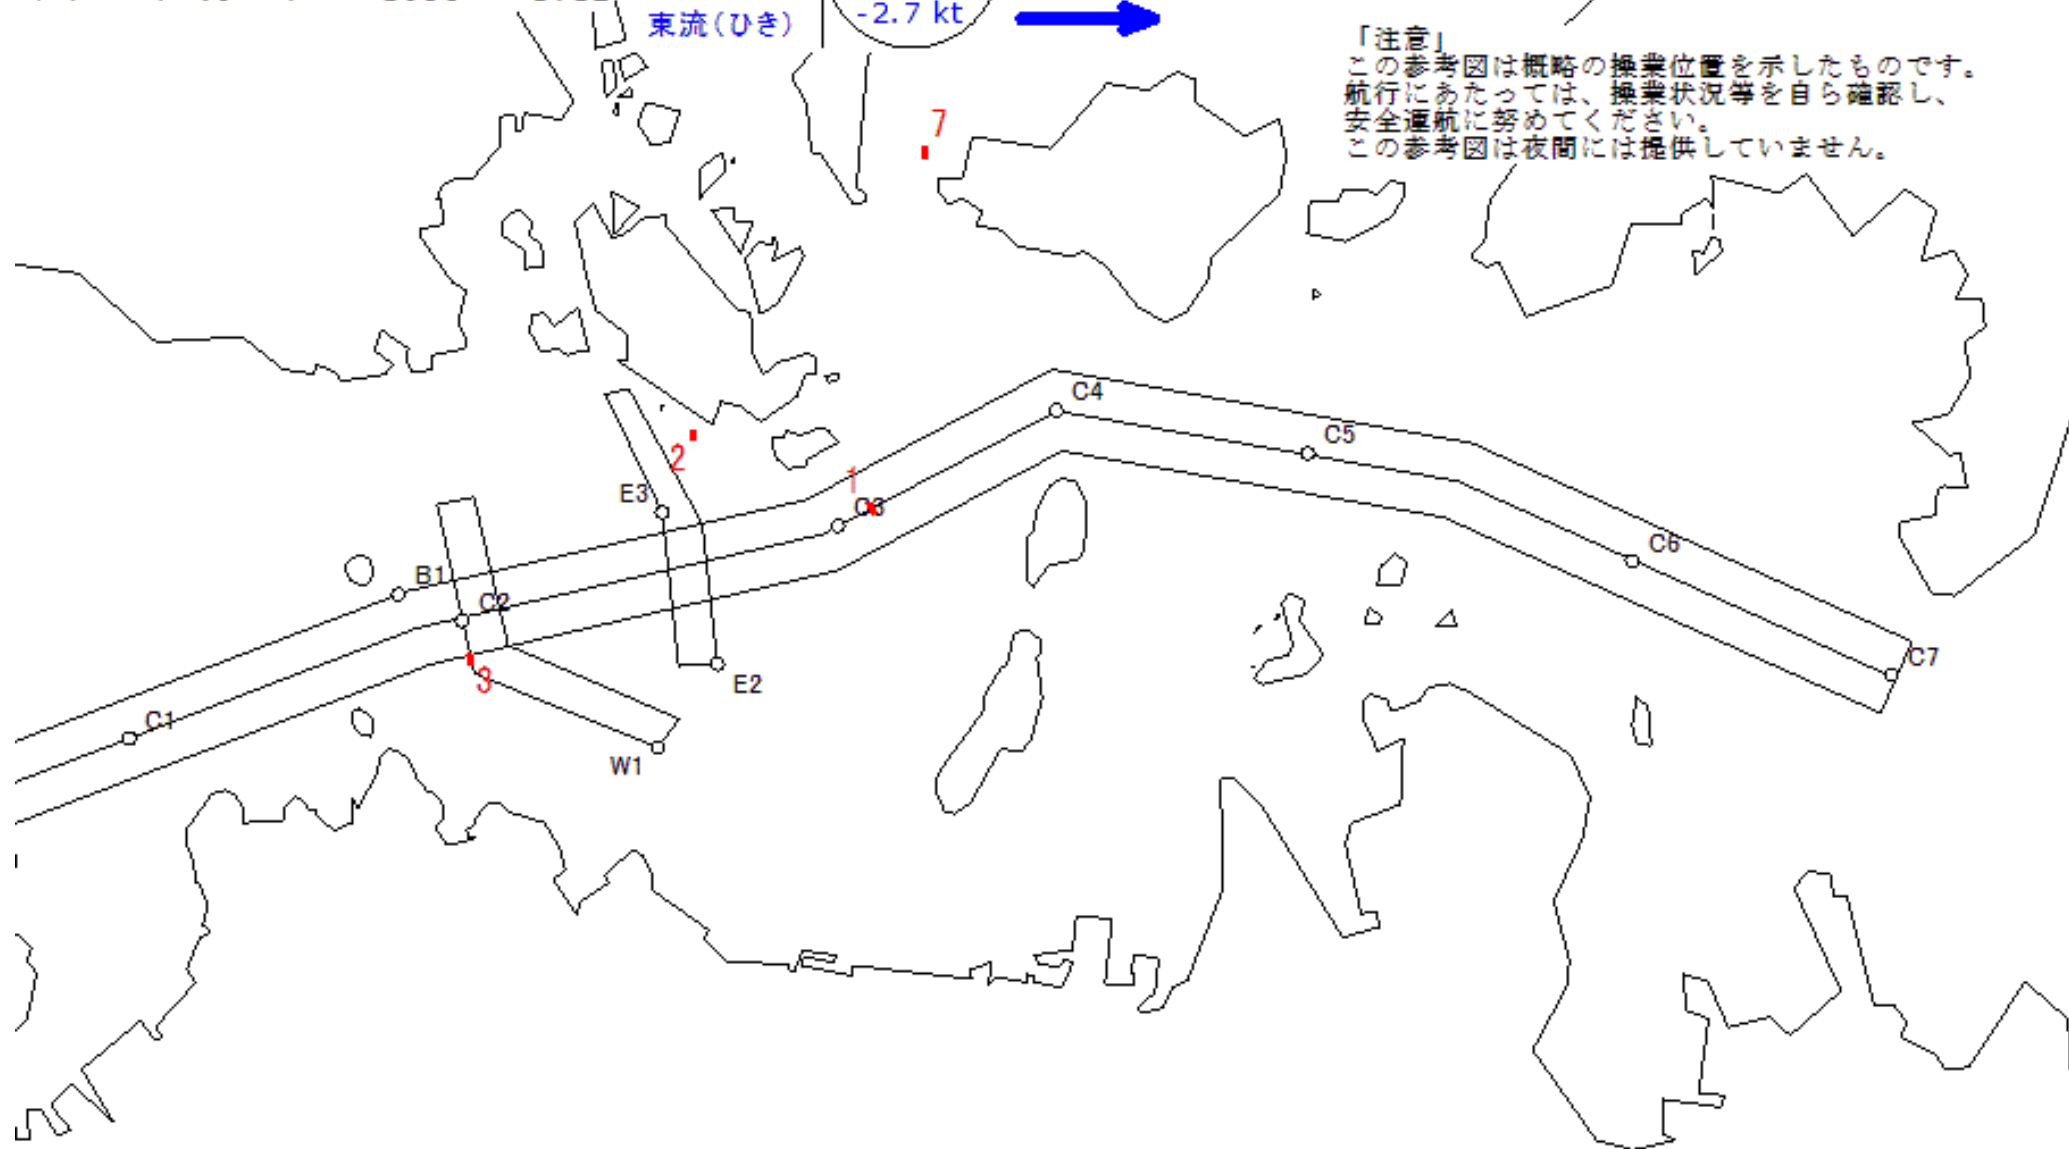 東流(ひき)
-2.7 kt
「注意」
この参考図は概略の操業位置を示したものです。
航行にあたっては、操業状況等を自ら確認し、
安全運航に努めてください。
この参考図は夜間には提供していません。
7
C4
C5
2
1
E3
C3
C6
B1
C2
C7
3
E2
C1
W1